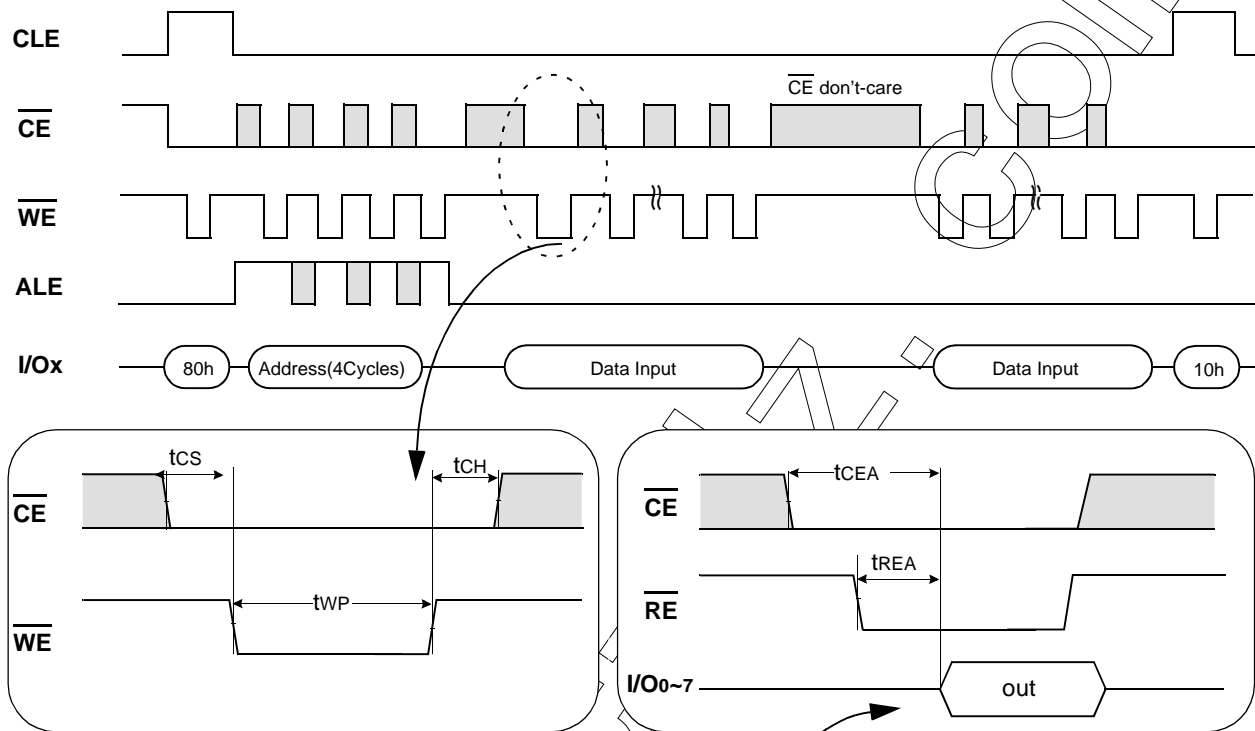 CLE
CE don't-care
CE
WE
ALE
I/Ox
80h
Address(4Cycles)
Data Input
Data Input
10h
tCS
tCH
CE
tWP
WE
tCEA
CE
tREA
RE
I/O0~7
out